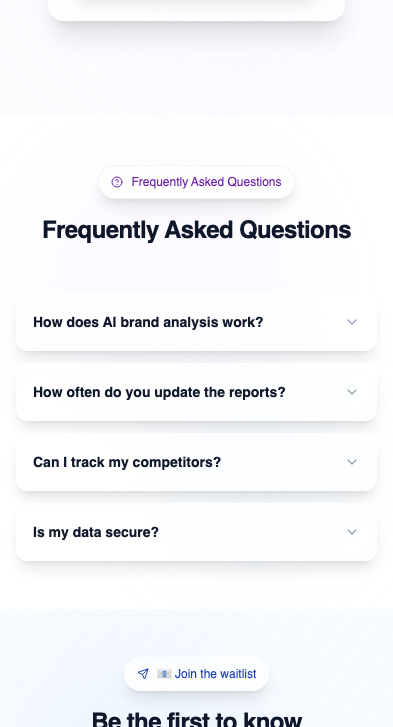 Frequently Asked Questions
Frequently Asked Questions
How does AI brand analysis work?
How often do you update the reports?
Can I track my competitors?
Is my data secure?
📧 Join the waitlist
Be the first to know